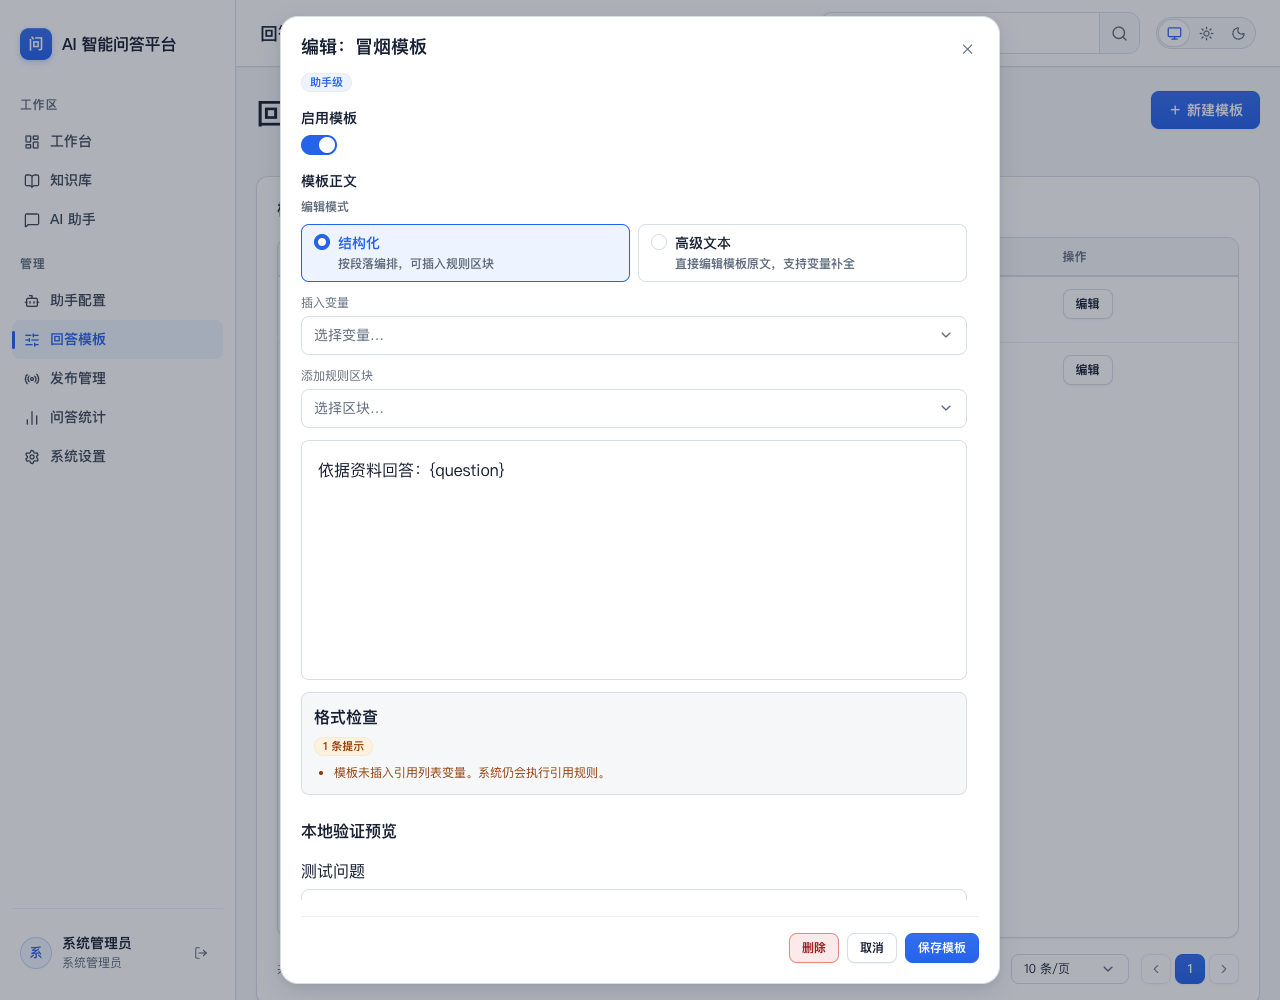 问
AI 智能问答平台
工作区
工作台
知识库
AI 助手
管理
助手配置
回答模板
发布管理
问答统计
系统设置
系
系统管理员
系统管理员
回
回
+ 新建模板
操作
编辑
编辑
10 条/页
1
编辑：冒烟模板
助手级
启用模板
模板正文
编辑模式
结构化
按段落编排，可插入规则区块
高级文本
直接编辑模板原文，支持变量补全
插入变量
选择变量...
添加规则区块
选择区块...
依据资料回答：{question}
格式检查
1 条提示
模板未插入引用列表变量。系统仍会执行引用规则。
本地验证预览
测试问题
删除
取消
保存模板